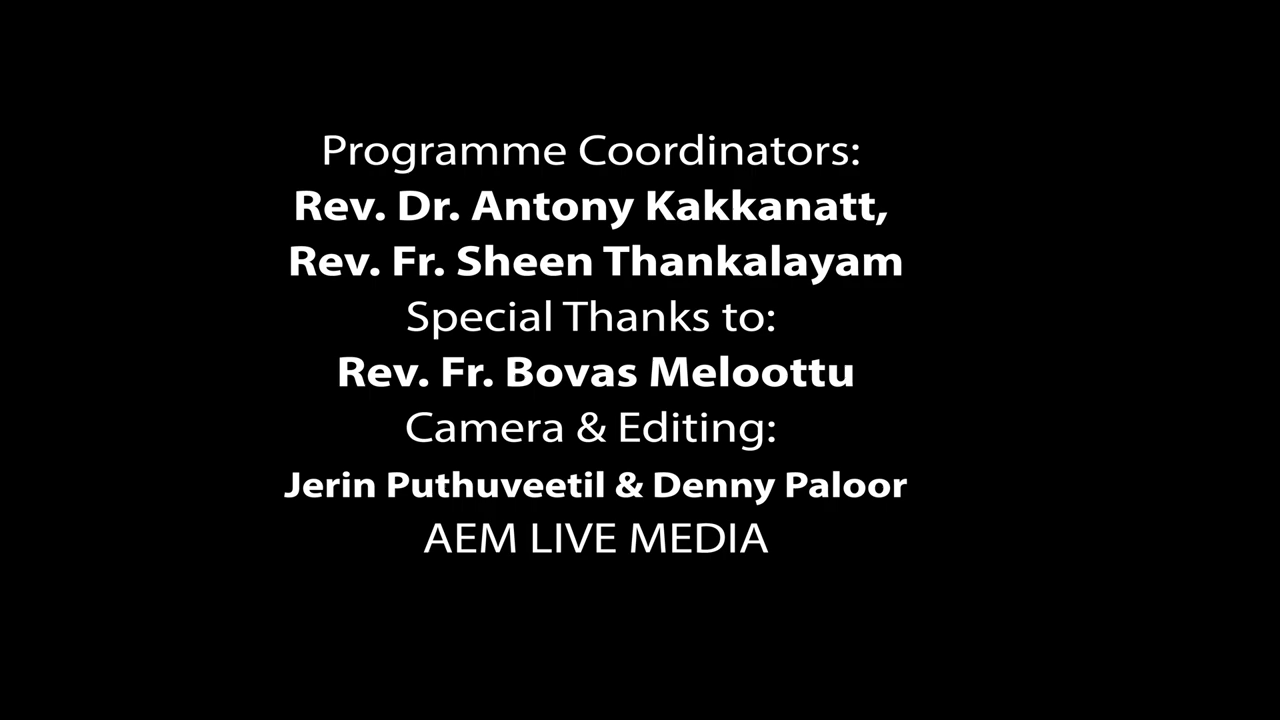 Programme Coordinators:
Rev. Dr. Antony Kakkanatt,
Rev. Fr. Sheen Thankalayam
Special Thanks to:
Rev. Fr. Bovas Meloottu
Camera & Editing:
Jerin Puthuveetil & Denny Paloor
AEM LIVE MEDIA